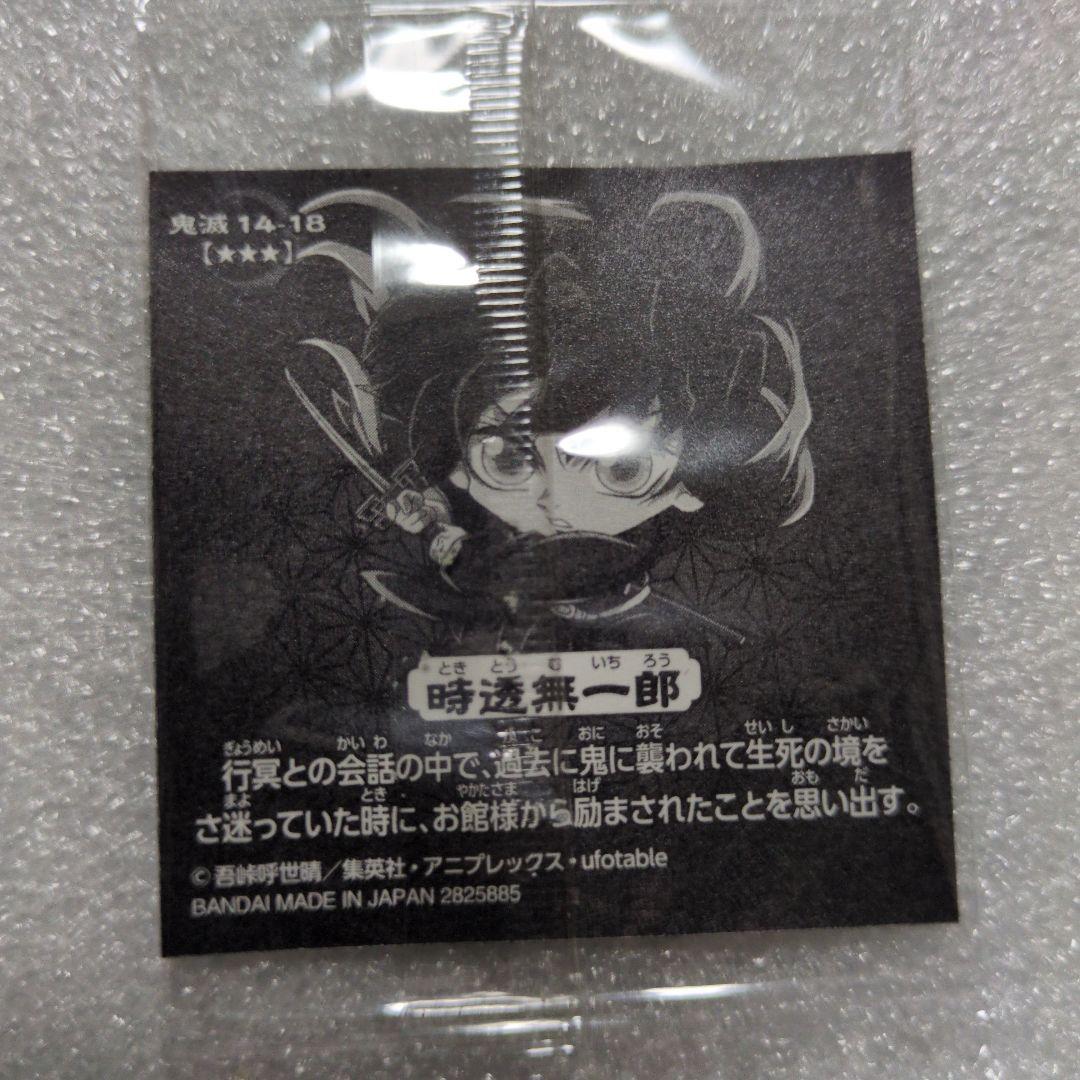 鬼滅 14-18
【★★★】
とき とう む いち ろう
時透無一郎
ぎょうめい かいわ なか かこ おに おそ せいし さかい
行冥との会話の中で、過去に鬼に襲われて生死の境を
まよ とき やかたさま はげ おも だ
さ迷っていた時に、お館様から励まされたことを思い出す。
©吾峠呼世晴／集英社・アニプレックス・ufotable
BANDAI MADE IN JAPAN 2825885